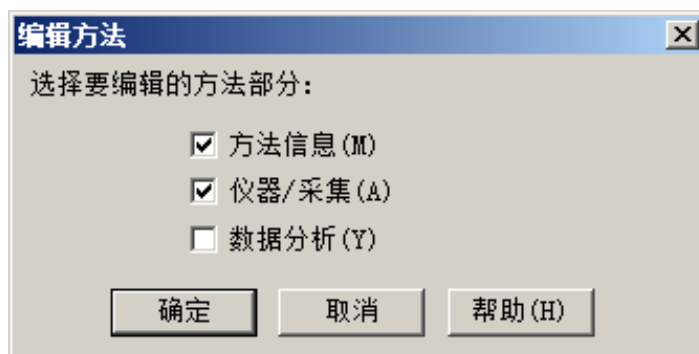 编辑方法
选择要编辑的方法部分:
方法信息(M)
仪器/采集(A)
数据分析(Y)
确定 取消 帮助(H)